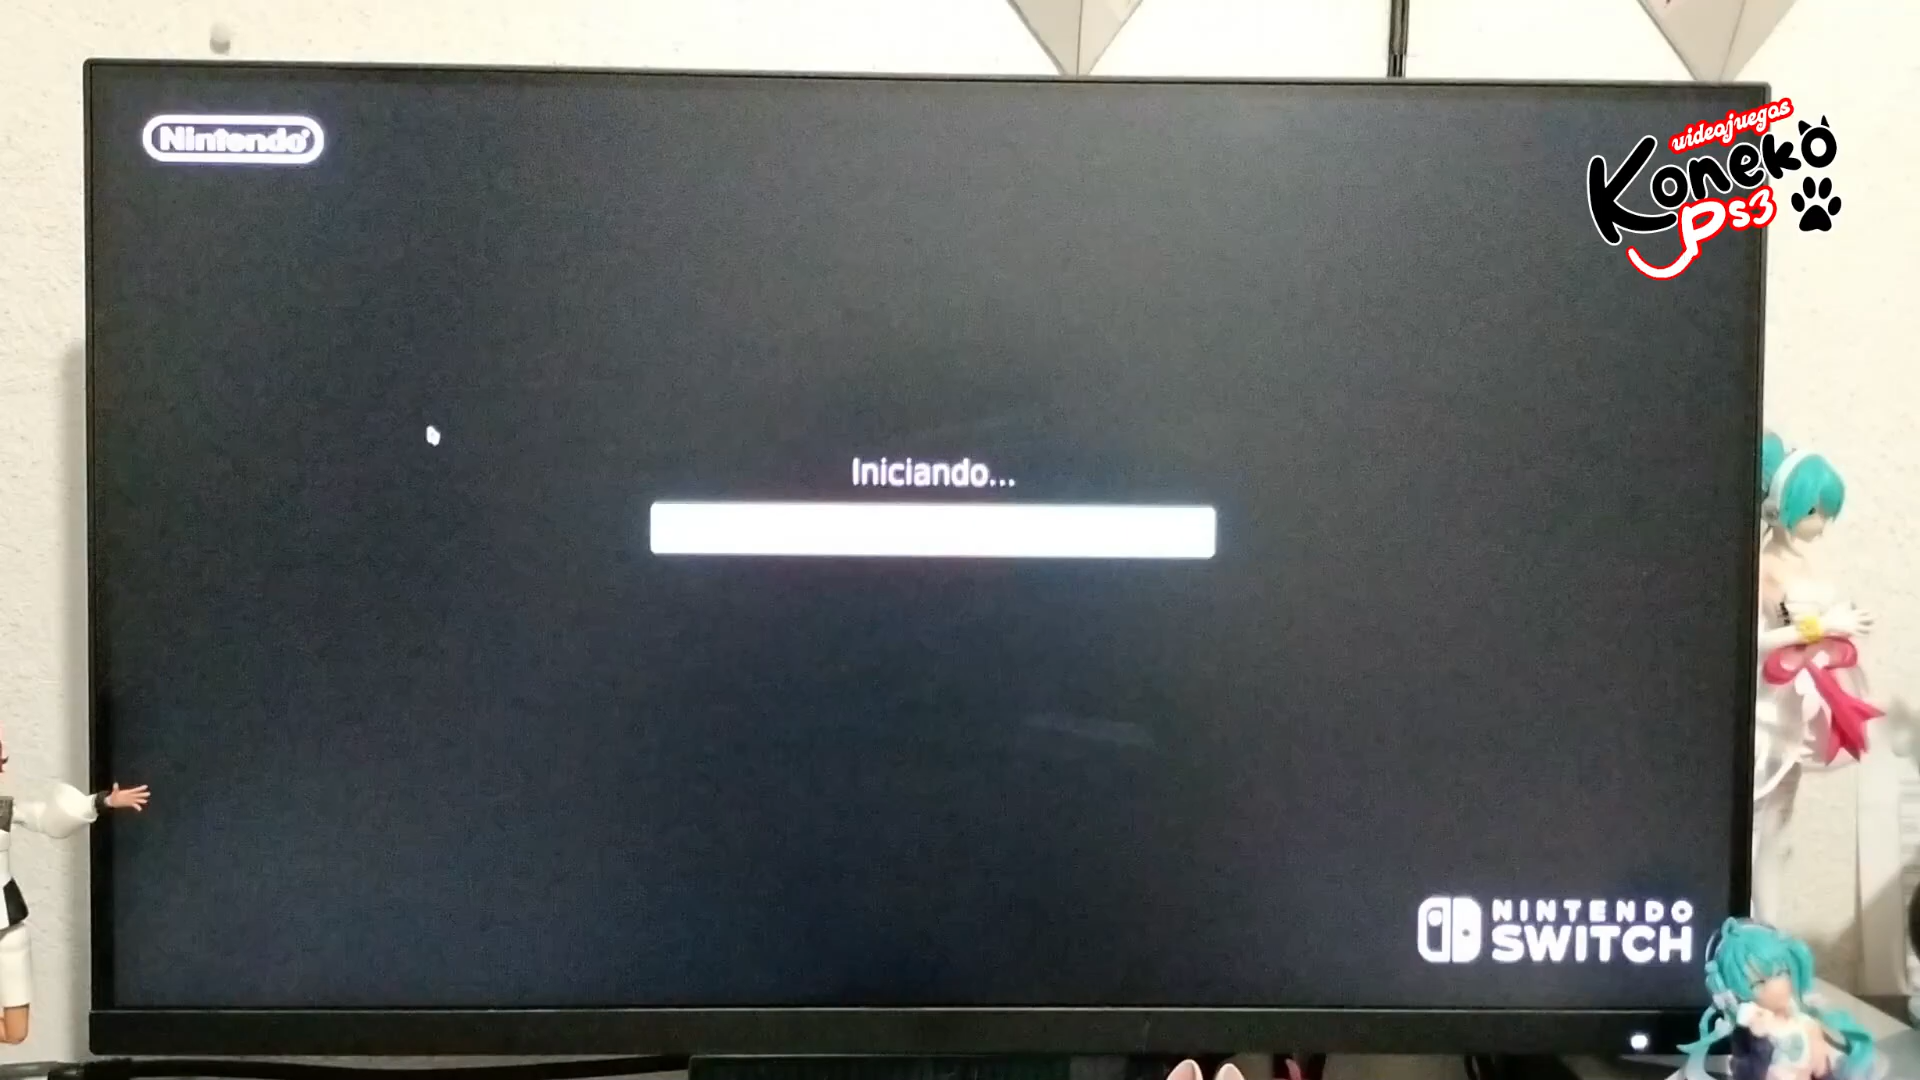 Nintendo
videojuegos
Koneko
Ps3
Iniciando...
NINTENDO
SWITCH